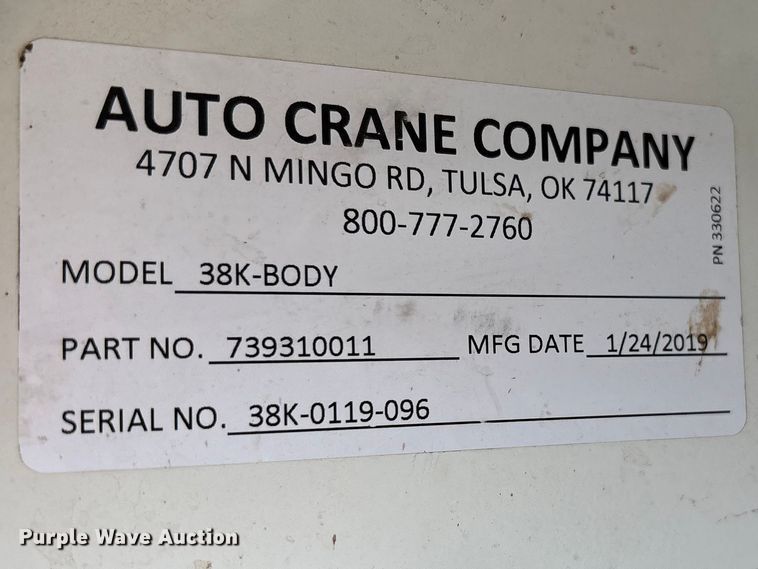 AUTO CRANE COMPANY
4707 N MINGO RD, TULSA, OK 74117
800-777-2760
PN 330622
MODEL 38K-BODY
PART NO. 739310011 MFG DATE 1/24/2019
SERIAL NO. 38K-0119-096
Purple Wave Auction